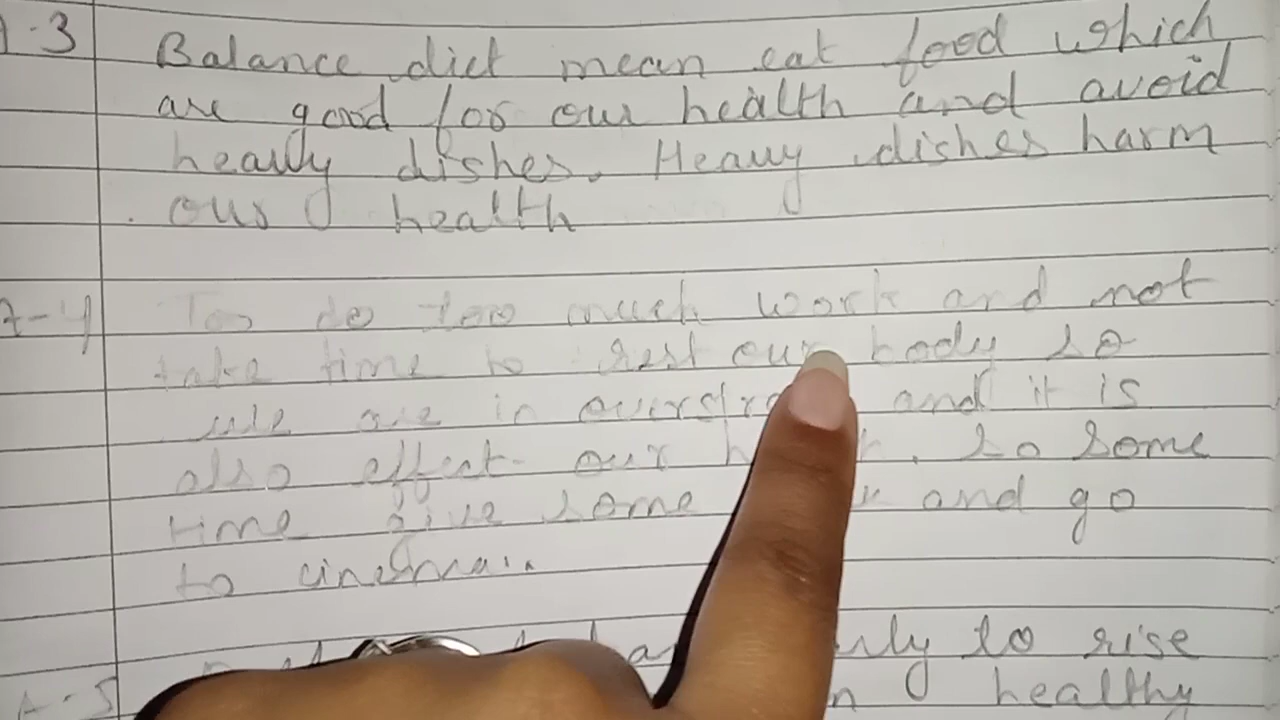 A-3 Balance diet mean eat food which
are good for our health and avoid
heavy dishes. Heavy dishes harm
our health
A-4 To do too much work and not
take time to rest our body so
we are in and it is
also effect our So some
time give some and go
to cinema..
to rise
A-5 healthy